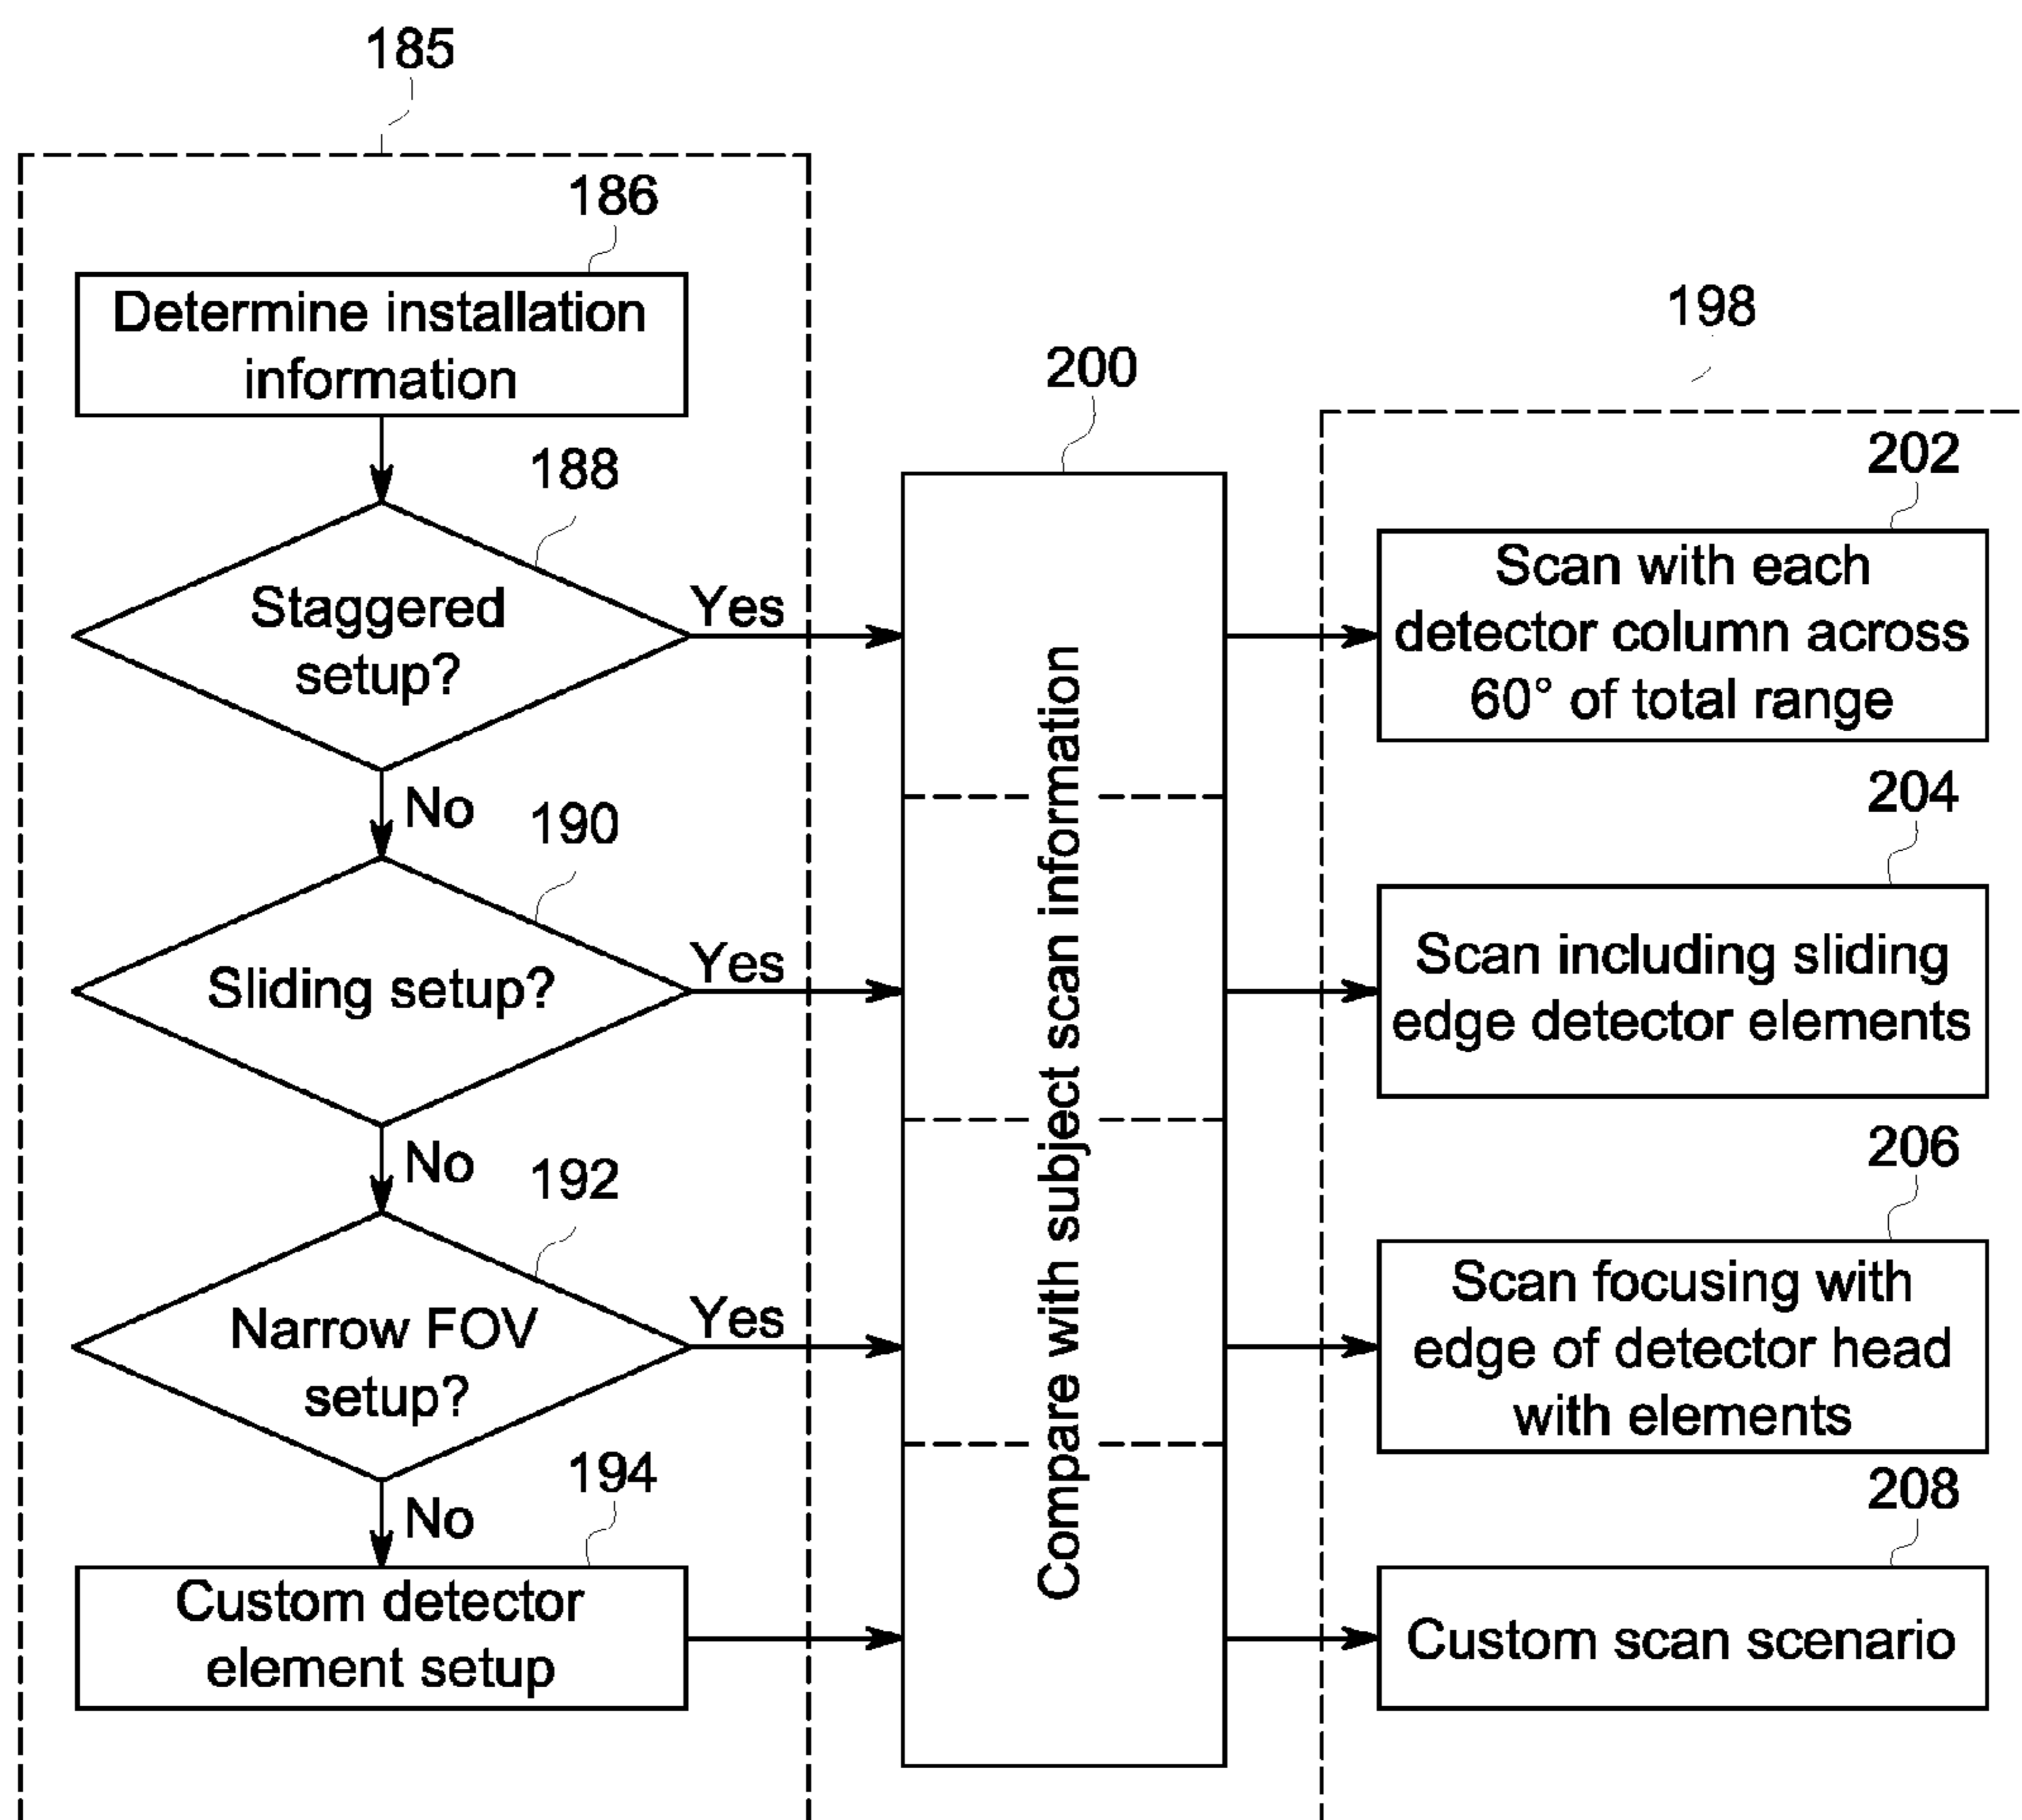 185
186
Determine installation
information
188
Staggered
setup?
Yes
No
190
Sliding setup?
Yes
No
192
Narrow FOV
setup?
Yes
No
194
Custom detector
element setup
200
Compare with subject scan information
198
202
Scan with each
detector column across
60° of total range
204
Scan including sliding
edge detector elements
206
Scan focusing with
edge of detector head
with elements
208
Custom scan scenario